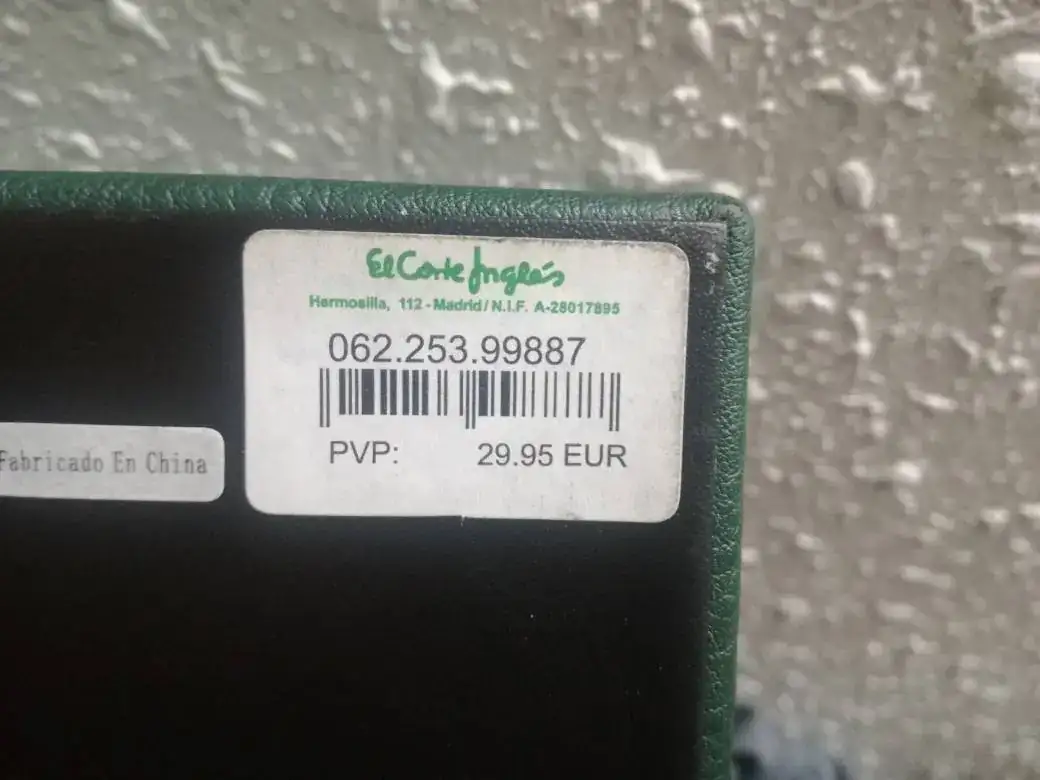 El Corte Inglés
Hermosilla, 112 - Madrid / N.I.F. A-28017895
062.253.99887
PVP: 29.95 EUR
Fabricado En China